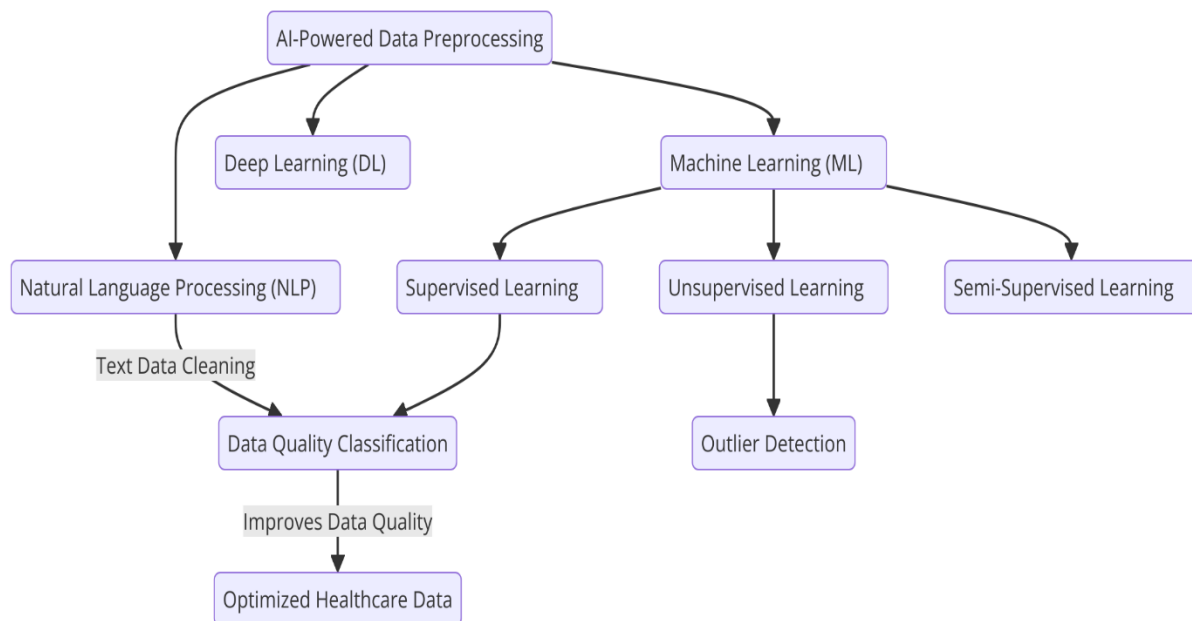 AI-Powered Data Preprocessing
Deep Learning (DL)
Machine Learning (ML)
Natural Language Processing (NLP)
Supervised Learning
Unsupervised Learning
Semi-Supervised Learning
Text Data Cleaning
Data Quality Classification
Outlier Detection
Improves Data Quality
Optimized Healthcare Data